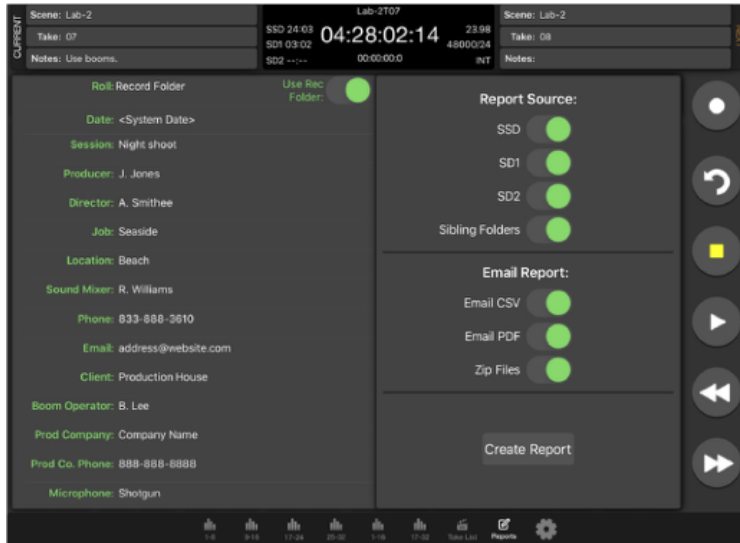 CURRENT
Scene: Lab-2
Take: 07
Notes: Use booms.
Lab-2T07
SSD 24:03
SD1 03:02
SD2 --:--
04:28:02:14
00:00:00:0
23.98
48000/24
INT
Scene: Lab-2
Take: 08
Notes:
NEXT
Roll: Record Folder
Use Rec Folder:
Date: <System Date>
Session: Night shoot
Producer: J. Jones
Director: A. Smithee
Job: Seaside
Location: Beach
Sound Mixer: R. Williams
Phone: 833-888-3610
Email: address@website.com
Client: Production House
Boom Operator: B. Lee
Prod Company: Company Name
Prod Co. Phone: 888-888-8888
Microphone: Shotgun
Report Source:
SSD
SD1
SD2
Sibling Folders
Email Report:
Email CSV
Email PDF
Zip Files
Create Report
1-8 9-16 17-24 25-32 1-16 17-32 Take List Reports